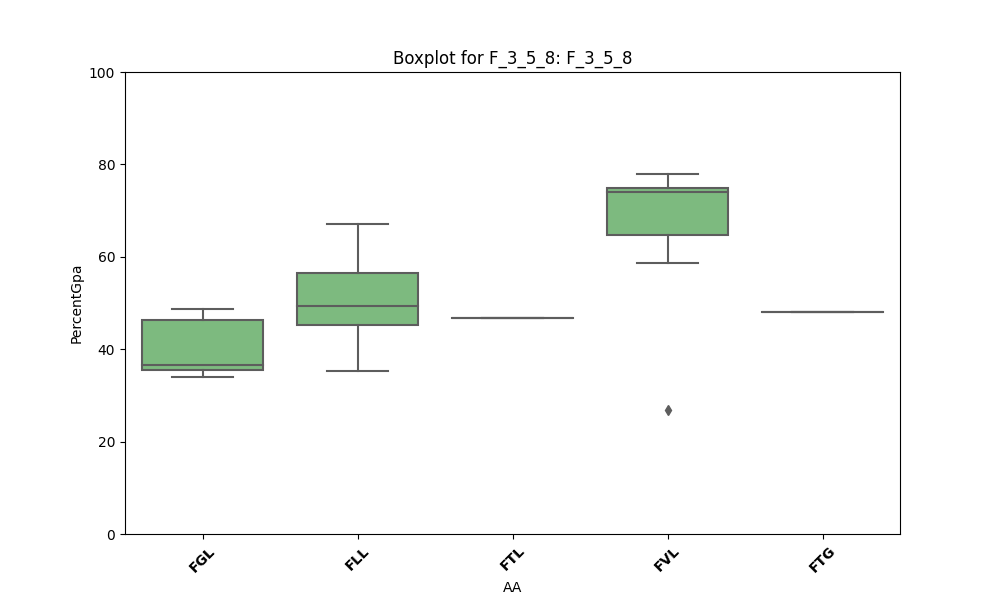 Boxplot for F_3_5_8: F_3_5_8
100
80
60
40
20
0
PercentGpa
FGL
FLL
FTL
FVL
FTG
AA